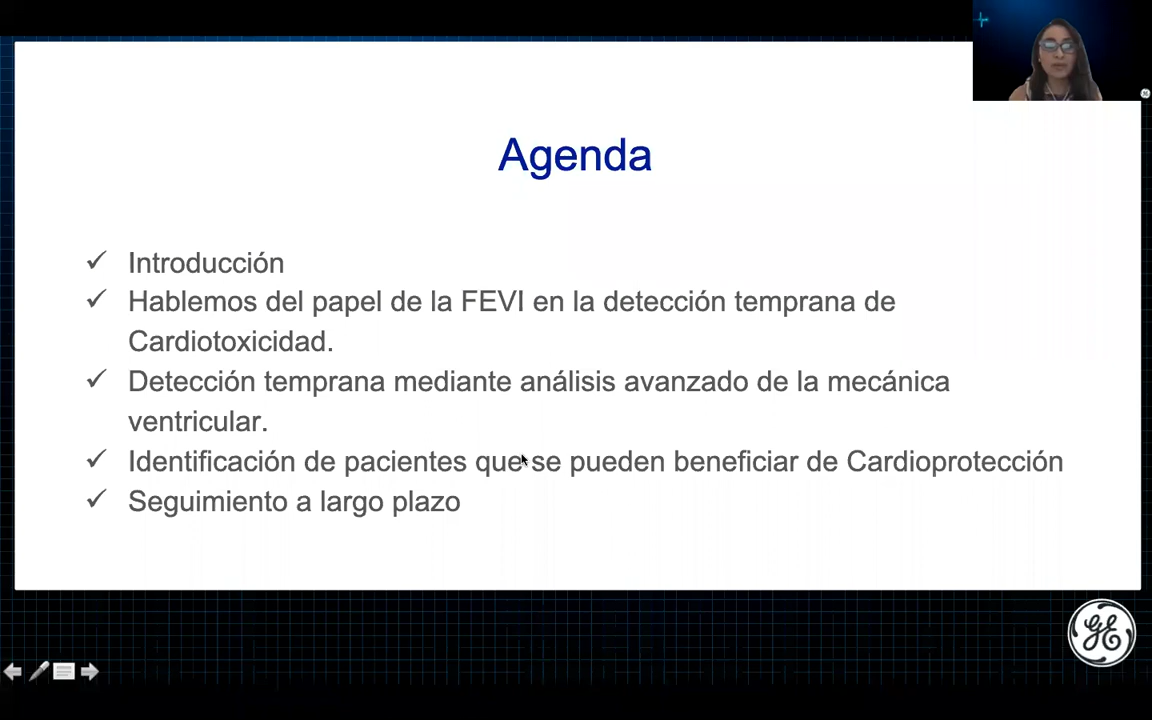 Agenda
✓ Introducción
✓ Hablemos del papel de la FEVI en la detección temprana de
Cardiotoxicidad.
✓ Detección temprana mediante análisis avanzado de la mecánica
ventricular.
✓ Identificación de pacientes que se pueden beneficiar de Cardioprotección
✓ Seguimiento a largo plazo
GE